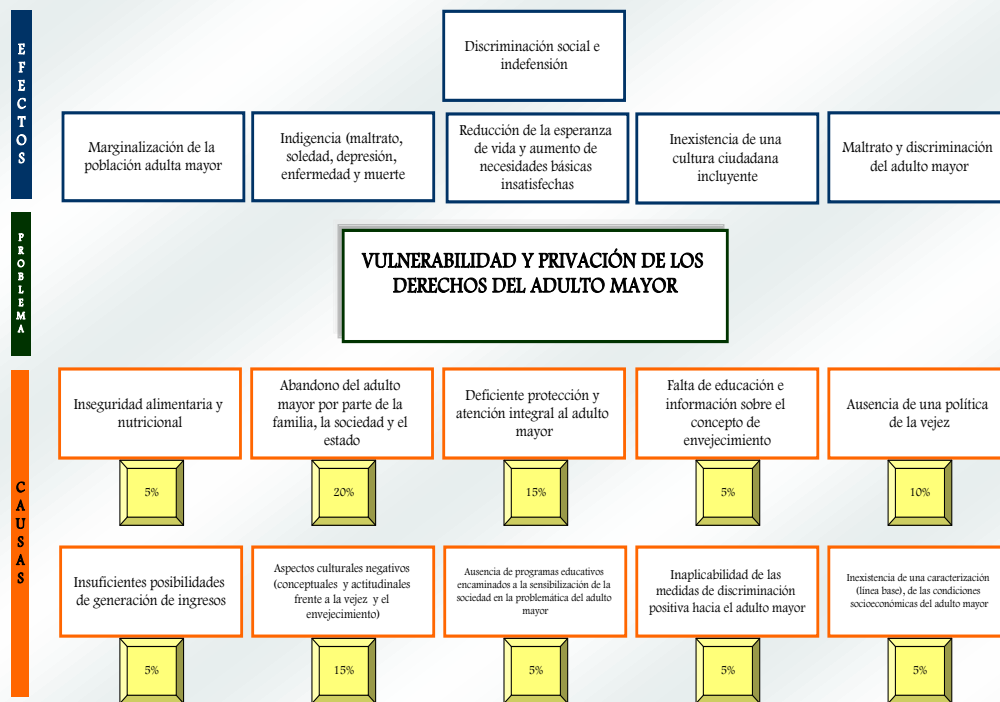 EFECTOS
Discriminación social e
indefensión
Marginalización de la
población adulta mayor
Indigencia (maltrato,
soledad, depresión,
enfermedad y muerte
Reducción de la esperanza
de vida y aumento de
necesidades básicas
insatisfechas
Inexistencia de una
cultura ciudadana
incluyente
Maltrato y discriminación
del adulto mayor
PROBLEMA
VULNERABILIDAD Y PRIVACIÓN DE LOS
DERECHOS DEL ADULTO MAYOR
CAUSAS
Inseguridad alimentaria y
nutricional
Abandono del adulto
mayor por parte de la
familia, la sociedad y el
estado
Deficiente protección y
atención integral al adulto
mayor
Falta de educación e
información sobre el
concepto de
envejecimiento
Ausencia de una política
de la vejez
5%
20%
15%
5%
10%
Insuficientes posibilidades
de generación de ingresos
Aspectos culturales negativos
(conceptuales y actitudinales
frente a la vejez y el
envejecimiento)
Ausencia de programas educativos
encaminados a la sensibilización de la
sociedad en la problemática del adulto
mayor
Inaplicabilidad de las
medidas de discriminación
positiva hacia el adulto mayor
Inexistencia de una caracterización
(línea base), de las condiciones
socioeconómicas del adulto mayor
5%
15%
5%
5%
5%